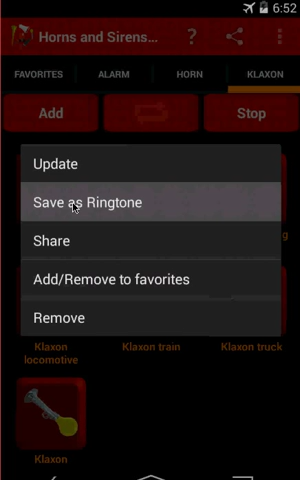 6:52
Horns and Sirens...
?
FAVORITES ALARM HORN KLAXON
Add Stop
Update
Save as Ringtone
Share
Add/Remove to favorites
Remove
Klaxon locomotive
Klaxon train
Klaxon truck
Klaxon